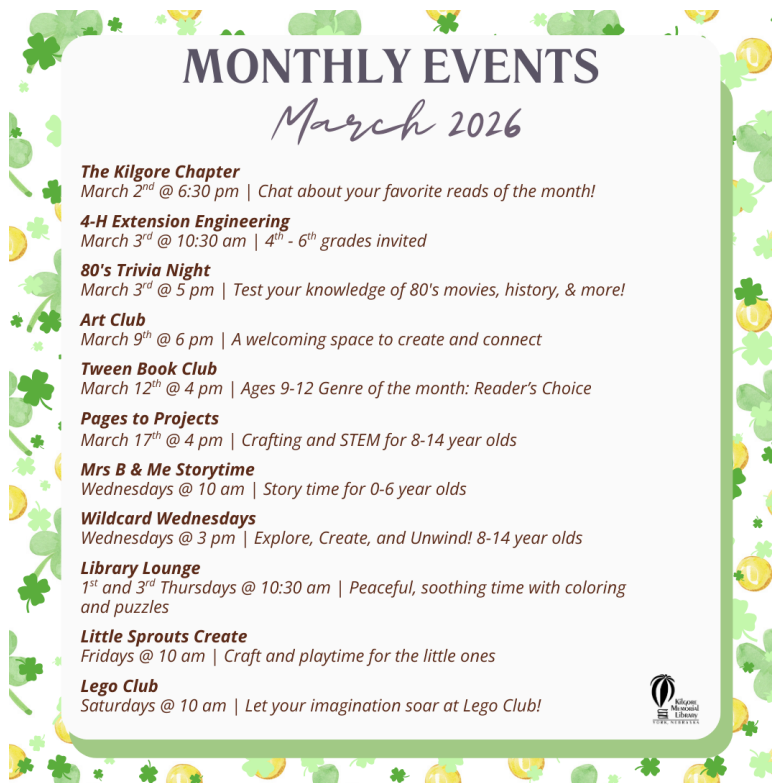 MONTHLY EVENTS
March 2026
The Kilgore Chapter
March 2nd @ 6:30 pm | Chat about your favorite reads of the month!
4-H Extension Engineering
March 3rd @ 10:30 am | 4th - 6th grades invited
80's Trivia Night
March 3rd @ 5 pm | Test your knowledge of 80's movies, history, & more!
Art Club
March 9th @ 6 pm | A welcoming space to create and connect
Tween Book Club
March 12th @ 4 pm | Ages 9-12 Genre of the month: Reader’s Choice
Pages to Projects
March 17th @ 4 pm | Crafting and STEM for 8-14 year olds
Mrs B & Me Storytime
Wednesdays @ 10 am | Story time for 0-6 year olds
Wildcard Wednesdays
Wednesdays @ 3 pm | Explore, Create, and Unwind! 8-14 year olds
Library Lounge
1st and 3rd Thursdays @ 10:30 am | Peaceful, soothing time with coloring
and puzzles
Little Sprouts Create
Fridays @ 10 am | Craft and playtime for the little ones
Lego Club
Saturdays @ 10 am | Let your imagination soar at Lego Club!
Kilgore
Memorial
Library
York, Nebraska